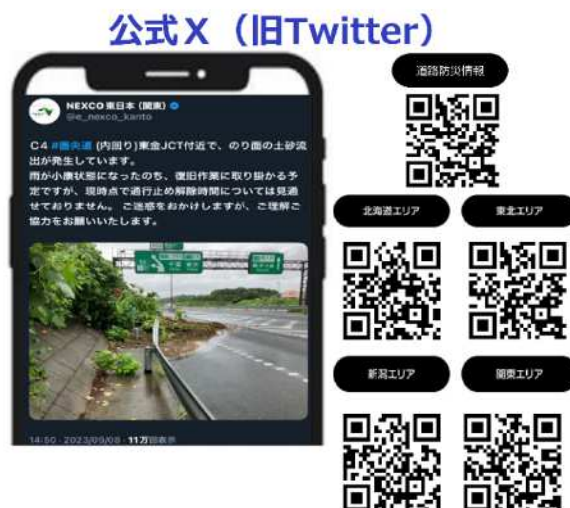 公式X（旧Twitter）
NEXCO東日本（関東）
@e_nexco_kanto
C4 #圏央道 (内回り)東金JCT付近で、のり面の土砂流
出が発生しています。
雨が小康状態になったのち、復旧作業に取り掛かる予
定ですが、現時点で通行止め解除時間については見通
せておりません。ご迷惑をおかけしますが、ご理解ご
協力をお願いいたします。
14:50・2023/09/08・11万回表示
道路防災情報
北海道エリア
東北エリア
新潟エリア
関東エリア